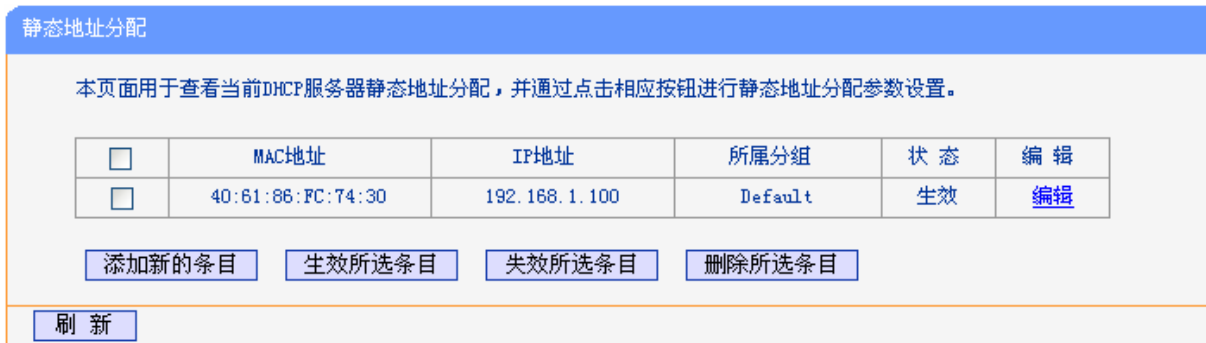 静态地址分配
本页面用于查看当前DHCP服务器静态地址分配，并通过点击相应按钮进行静态地址分配参数设置。
MAC地址 IP地址 所属分组 状 态 编 辑
40:61:86:FC:74:30 192.168.1.100 Default 生效 编辑
添加新的条目 生效所选条目 失效所选条目 删除所选条目
刷 新